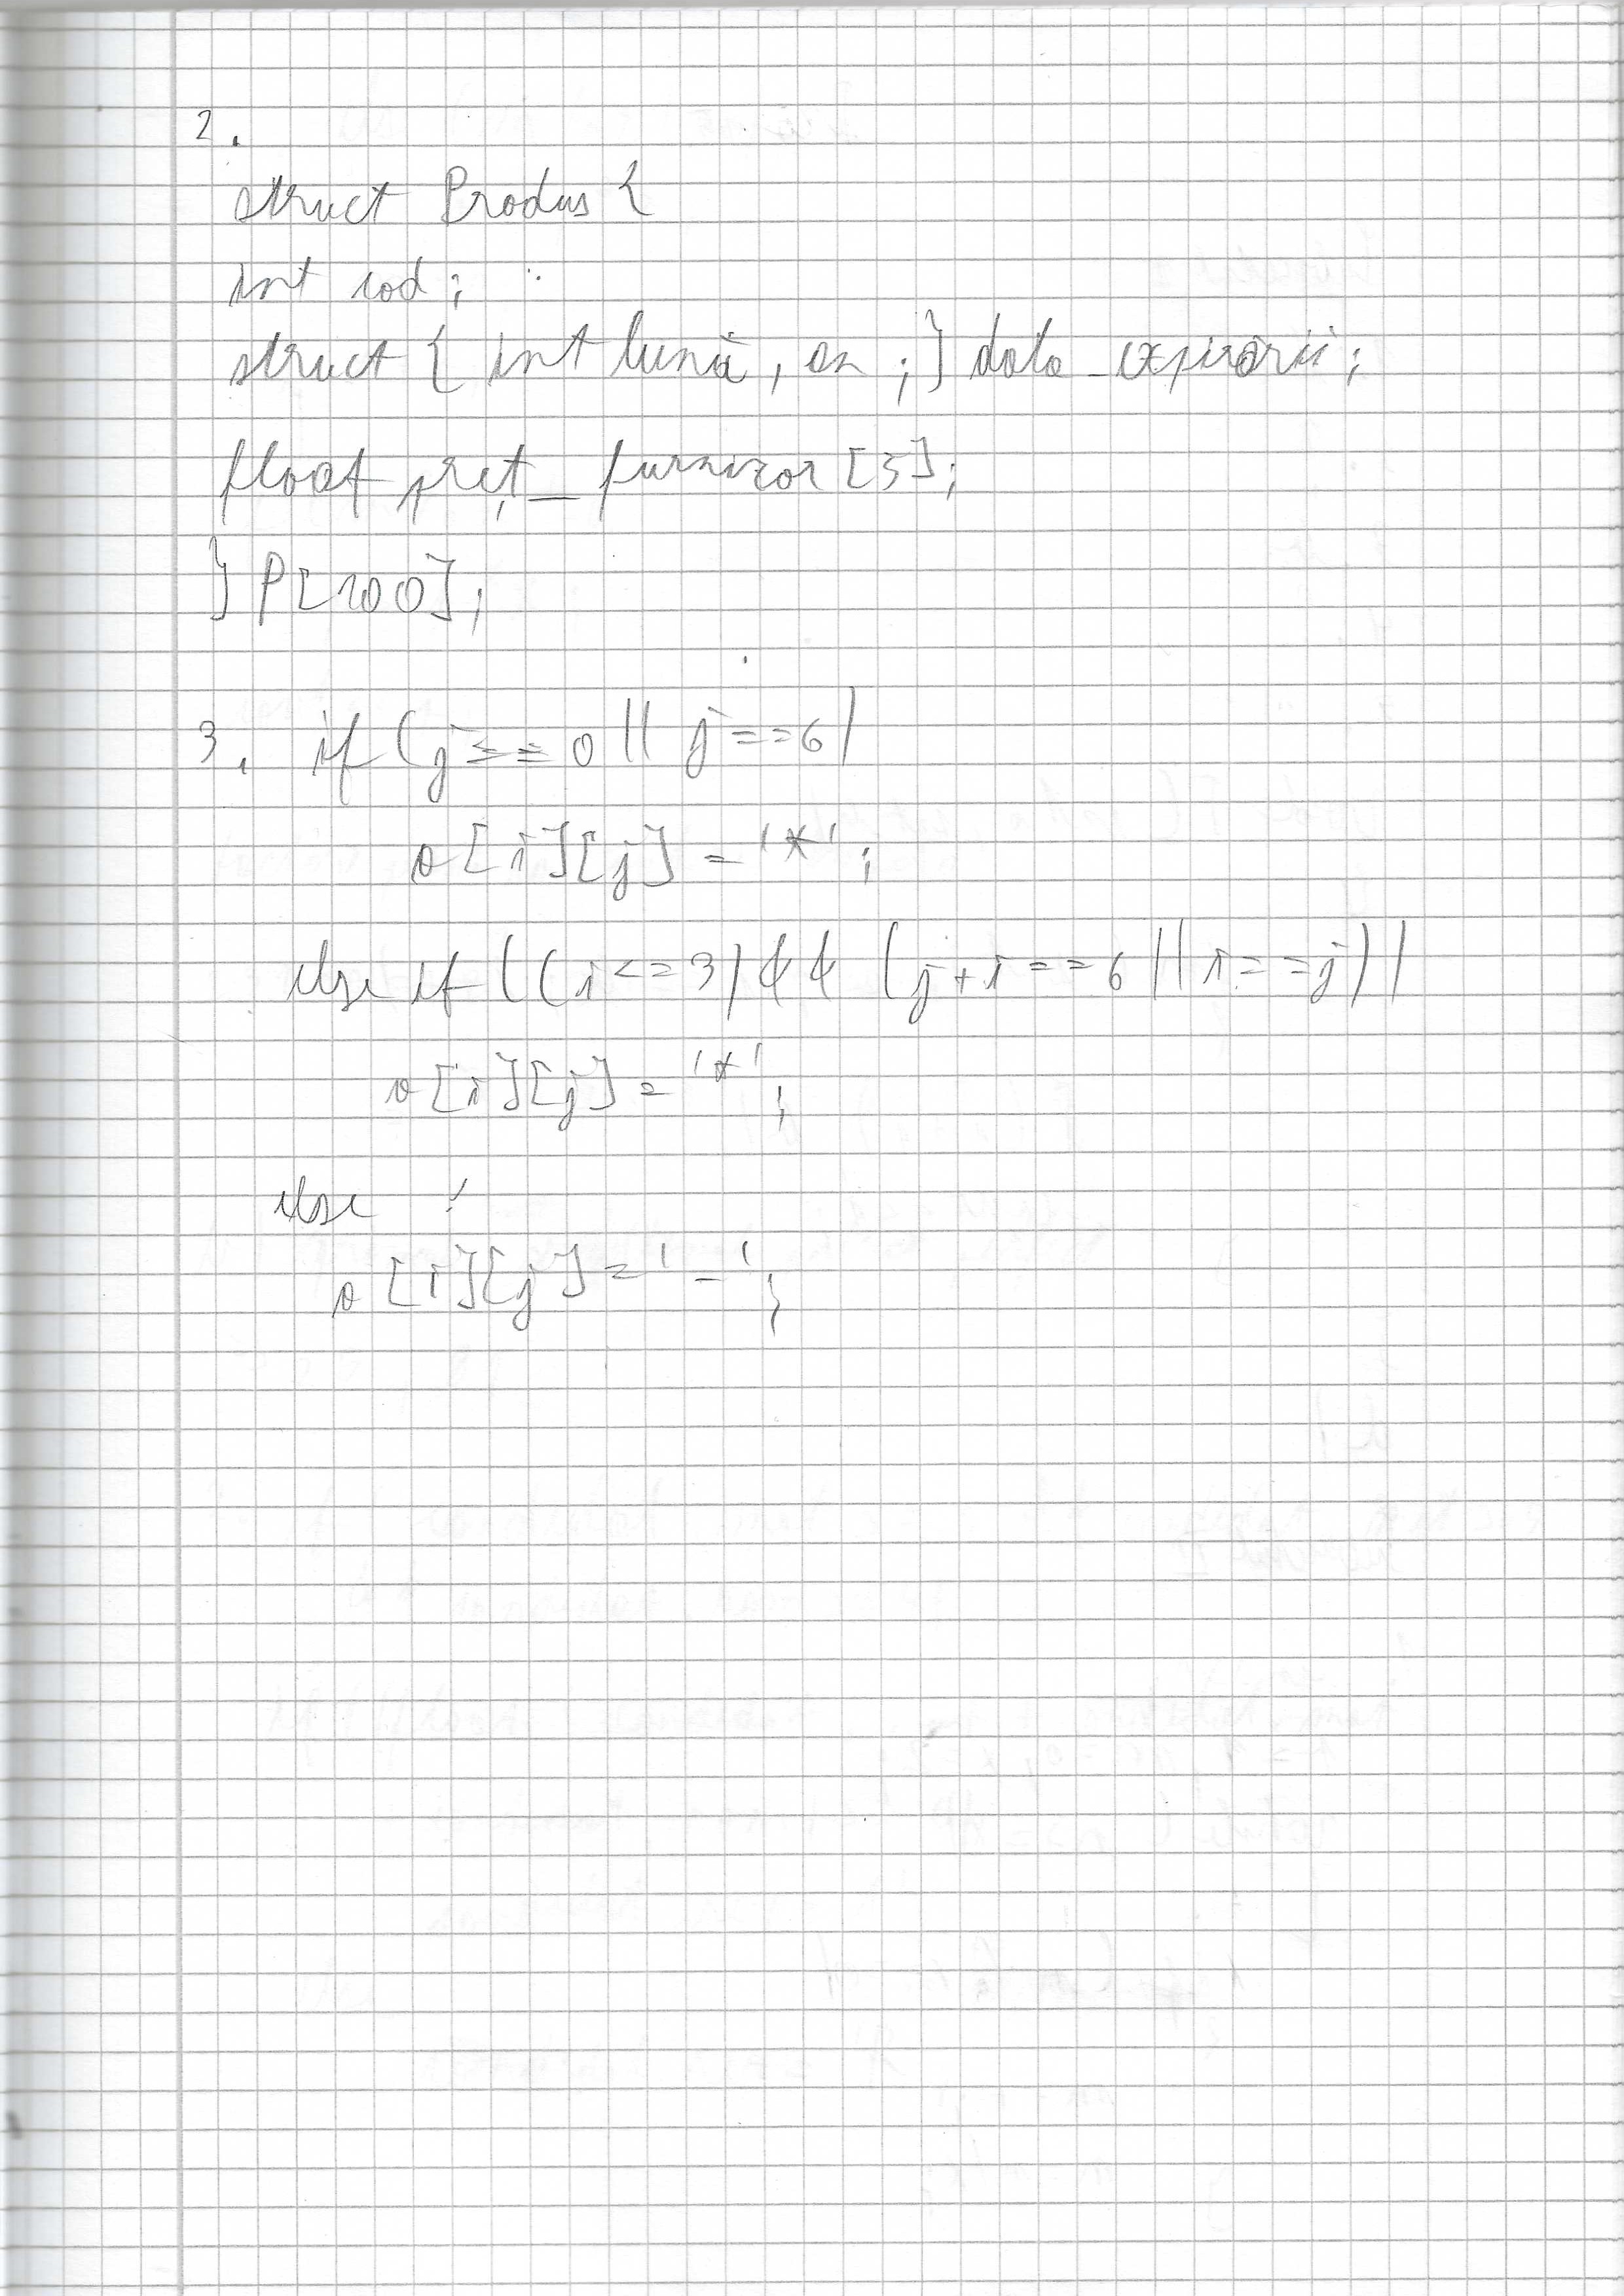 2.
struct Produs {
int cod;
struct { int lună, an ; } data_expirării;
float preț_furnizor [3];
} P[100];
3. if (j == 0 || j == 6)
a[i][j] = '*';
else if ((i <= 3) && (j+i == 6 || i == j))
a[i][j] = '*';
else
a[i][j] = '-';